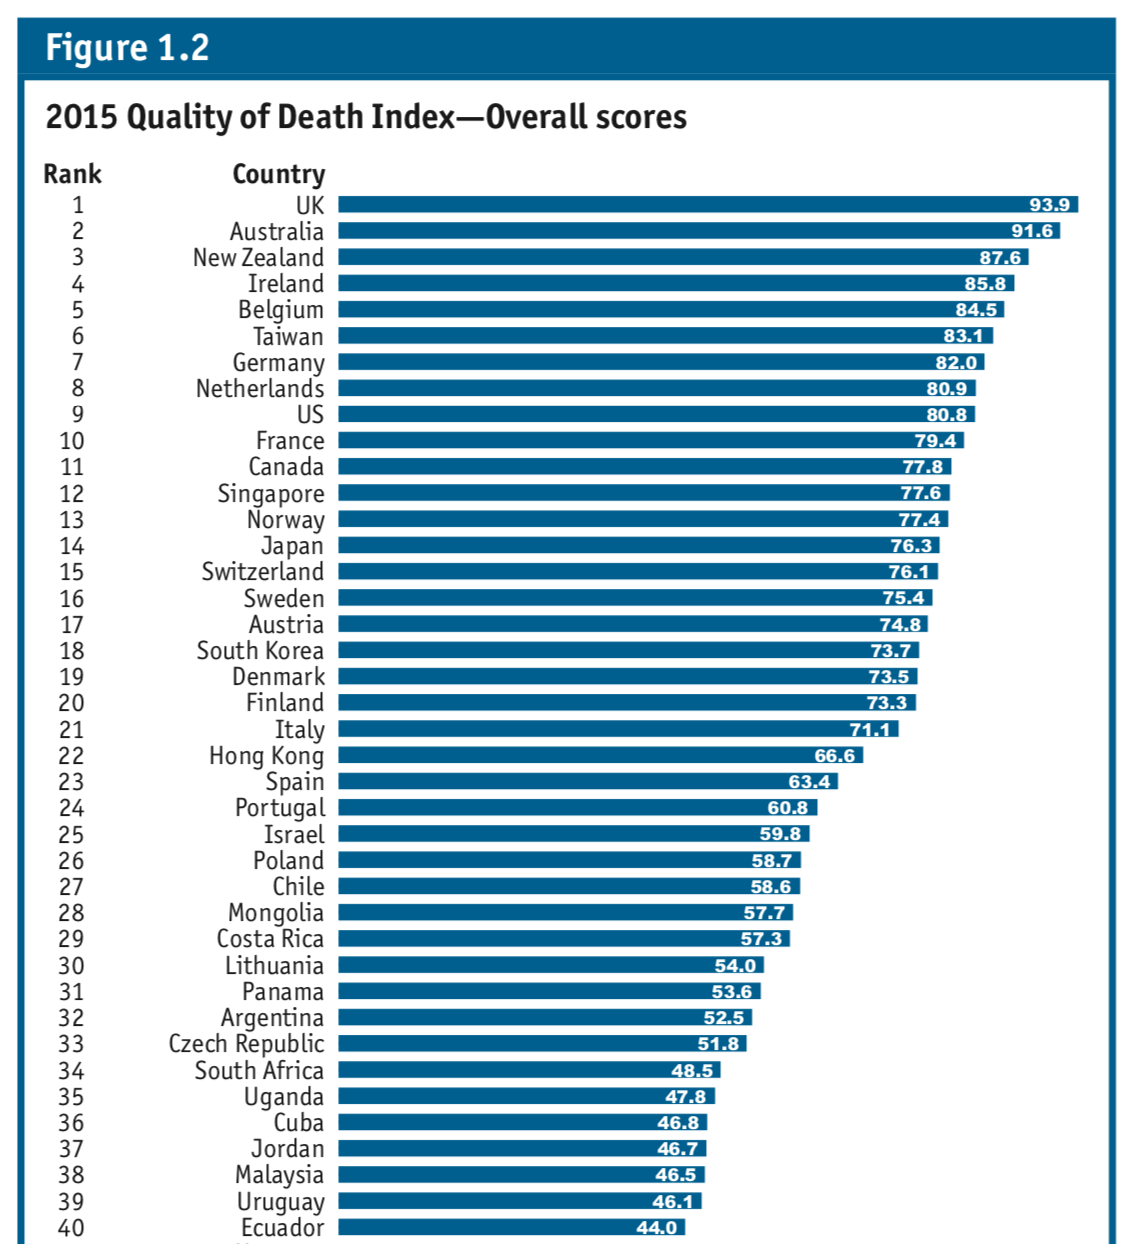 Figure 1.2
2015 Quality of Death Index—Overall scores
Rank Country
1 UK 93.9
2 Australia 91.6
3 New Zealand 87.6
4 Ireland 85.8
5 Belgium 84.5
6 Taiwan 83.1
7 Germany 82.0
8 Netherlands 80.9
9 US 80.8
10 France 79.4
11 Canada 77.8
12 Singapore 77.6
13 Norway 77.4
14 Japan 76.3
15 Switzerland 76.1
16 Sweden 75.4
17 Austria 74.8
18 South Korea 73.7
19 Denmark 73.5
20 Finland 73.3
21 Italy 71.1
22 Hong Kong 66.6
23 Spain 63.4
24 Portugal 60.8
25 Israel 59.8
26 Poland 58.7
27 Chile 58.6
28 Mongolia 57.7
29 Costa Rica 57.3
30 Lithuania 54.0
31 Panama 53.6
32 Argentina 52.5
33 Czech Republic 51.8
34 South Africa 48.5
35 Uganda 47.8
36 Cuba 46.8
37 Jordan 46.7
38 Malaysia 46.5
39 Uruguay 46.1
40 Ecuador 44.0